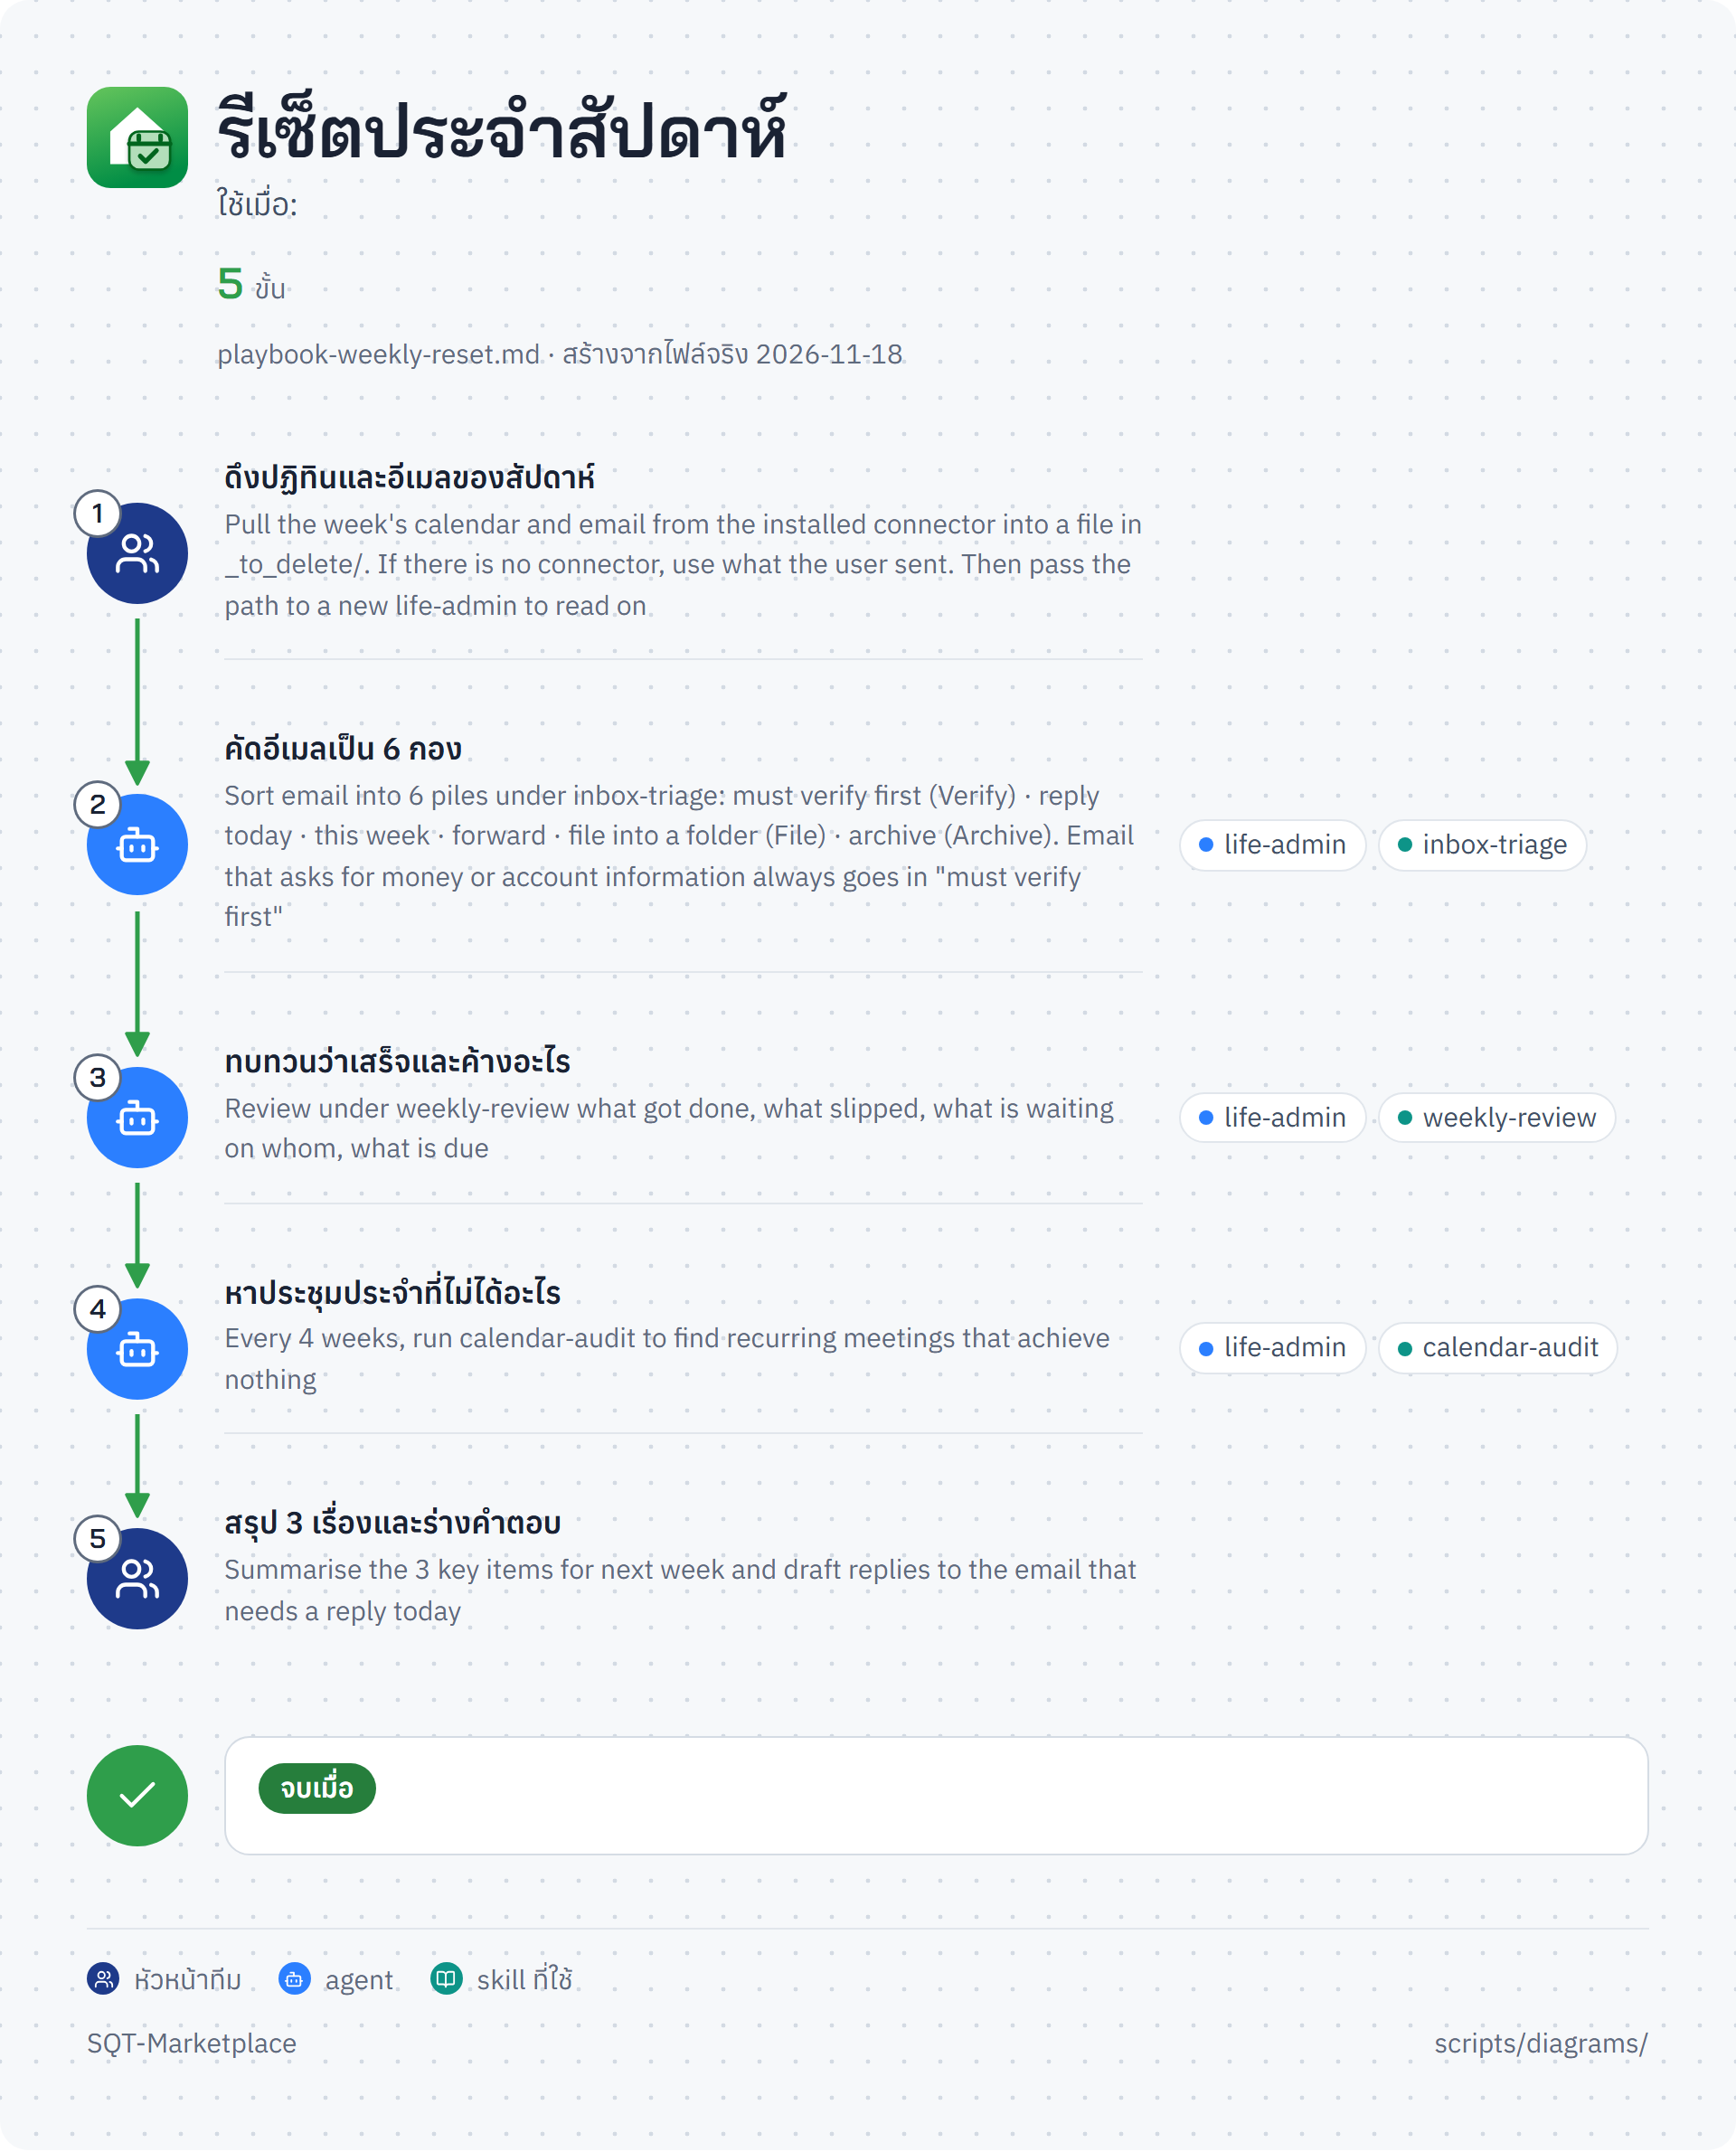 รีเซ็ตประจำสัปดาห์
ใช้เมื่อ:
5 ขั้น
playbook-weekly-reset.md · สร้างจากไฟล์จริง 2026-11-18
1
ดึงปฏิทินและอีเมลของสัปดาห์
Pull the week's calendar and email from the installed connector into a file in
_to_delete/. If there is no connector, use what the user sent. Then pass the
path to a new life-admin to read on
2
คัดอีเมลเป็น 6 กอง
Sort email into 6 piles under inbox-triage: must verify first (Verify) · reply
today · this week · forward · file into a folder (File) · archive (Archive). Email
that asks for money or account information always goes in "must verify
first"
life-admin inbox-triage
3
ทบทวนว่าเสร็จและค้างอะไร
Review under weekly-review what got done, what slipped, what is waiting
on whom, what is due
life-admin weekly-review
4
หาประชุมประจำที่ไม่ได้อะไร
Every 4 weeks, run calendar-audit to find recurring meetings that achieve
nothing
life-admin calendar-audit
5
สรุป 3 เรื่องและร่างคำตอบ
Summarise the 3 key items for next week and draft replies to the email that
needs a reply today
จบเมื่อ
หัวหน้าทีม agent skill ที่ใช้
SQT-Marketplace scripts/diagrams/